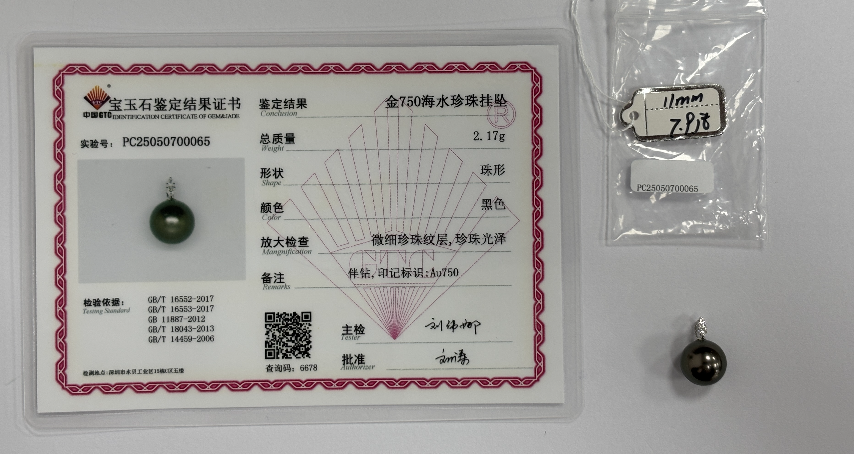 中国GTC
宝玉石鉴定结果证书
IDENTIFICATION CERTIFICATE OF GEM&JADE
实验号： PC25050700065
检验依据：
Testing Standard
GB/T 16552-2017
GB/T 16553-2017
GB 11887-2012
GB/T 18043-2013
GB/T 14459-2006
鉴定结果
Conclusion
金750海水珍珠挂坠
总质量
Weight
2.17g
形状
Shape
珠形
颜色
Color
黑色
放大检查
Mangnification
微细珍珠纹层,珍珠光泽
备注
Remarks
伴钻,印记标识:Au750
查询码：6678
主检
Tester
批准
Authorizer
R
11mm
PC25050700065